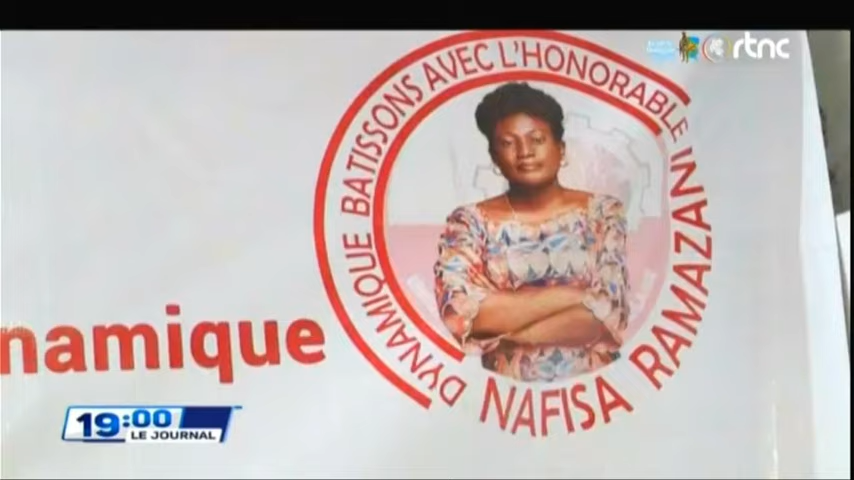 rtnc
DYNAMIQUE BATISSONS AVEC L'HONORABLE
NAFISA RAMAZANI
namique
19:00
LE JOURNAL